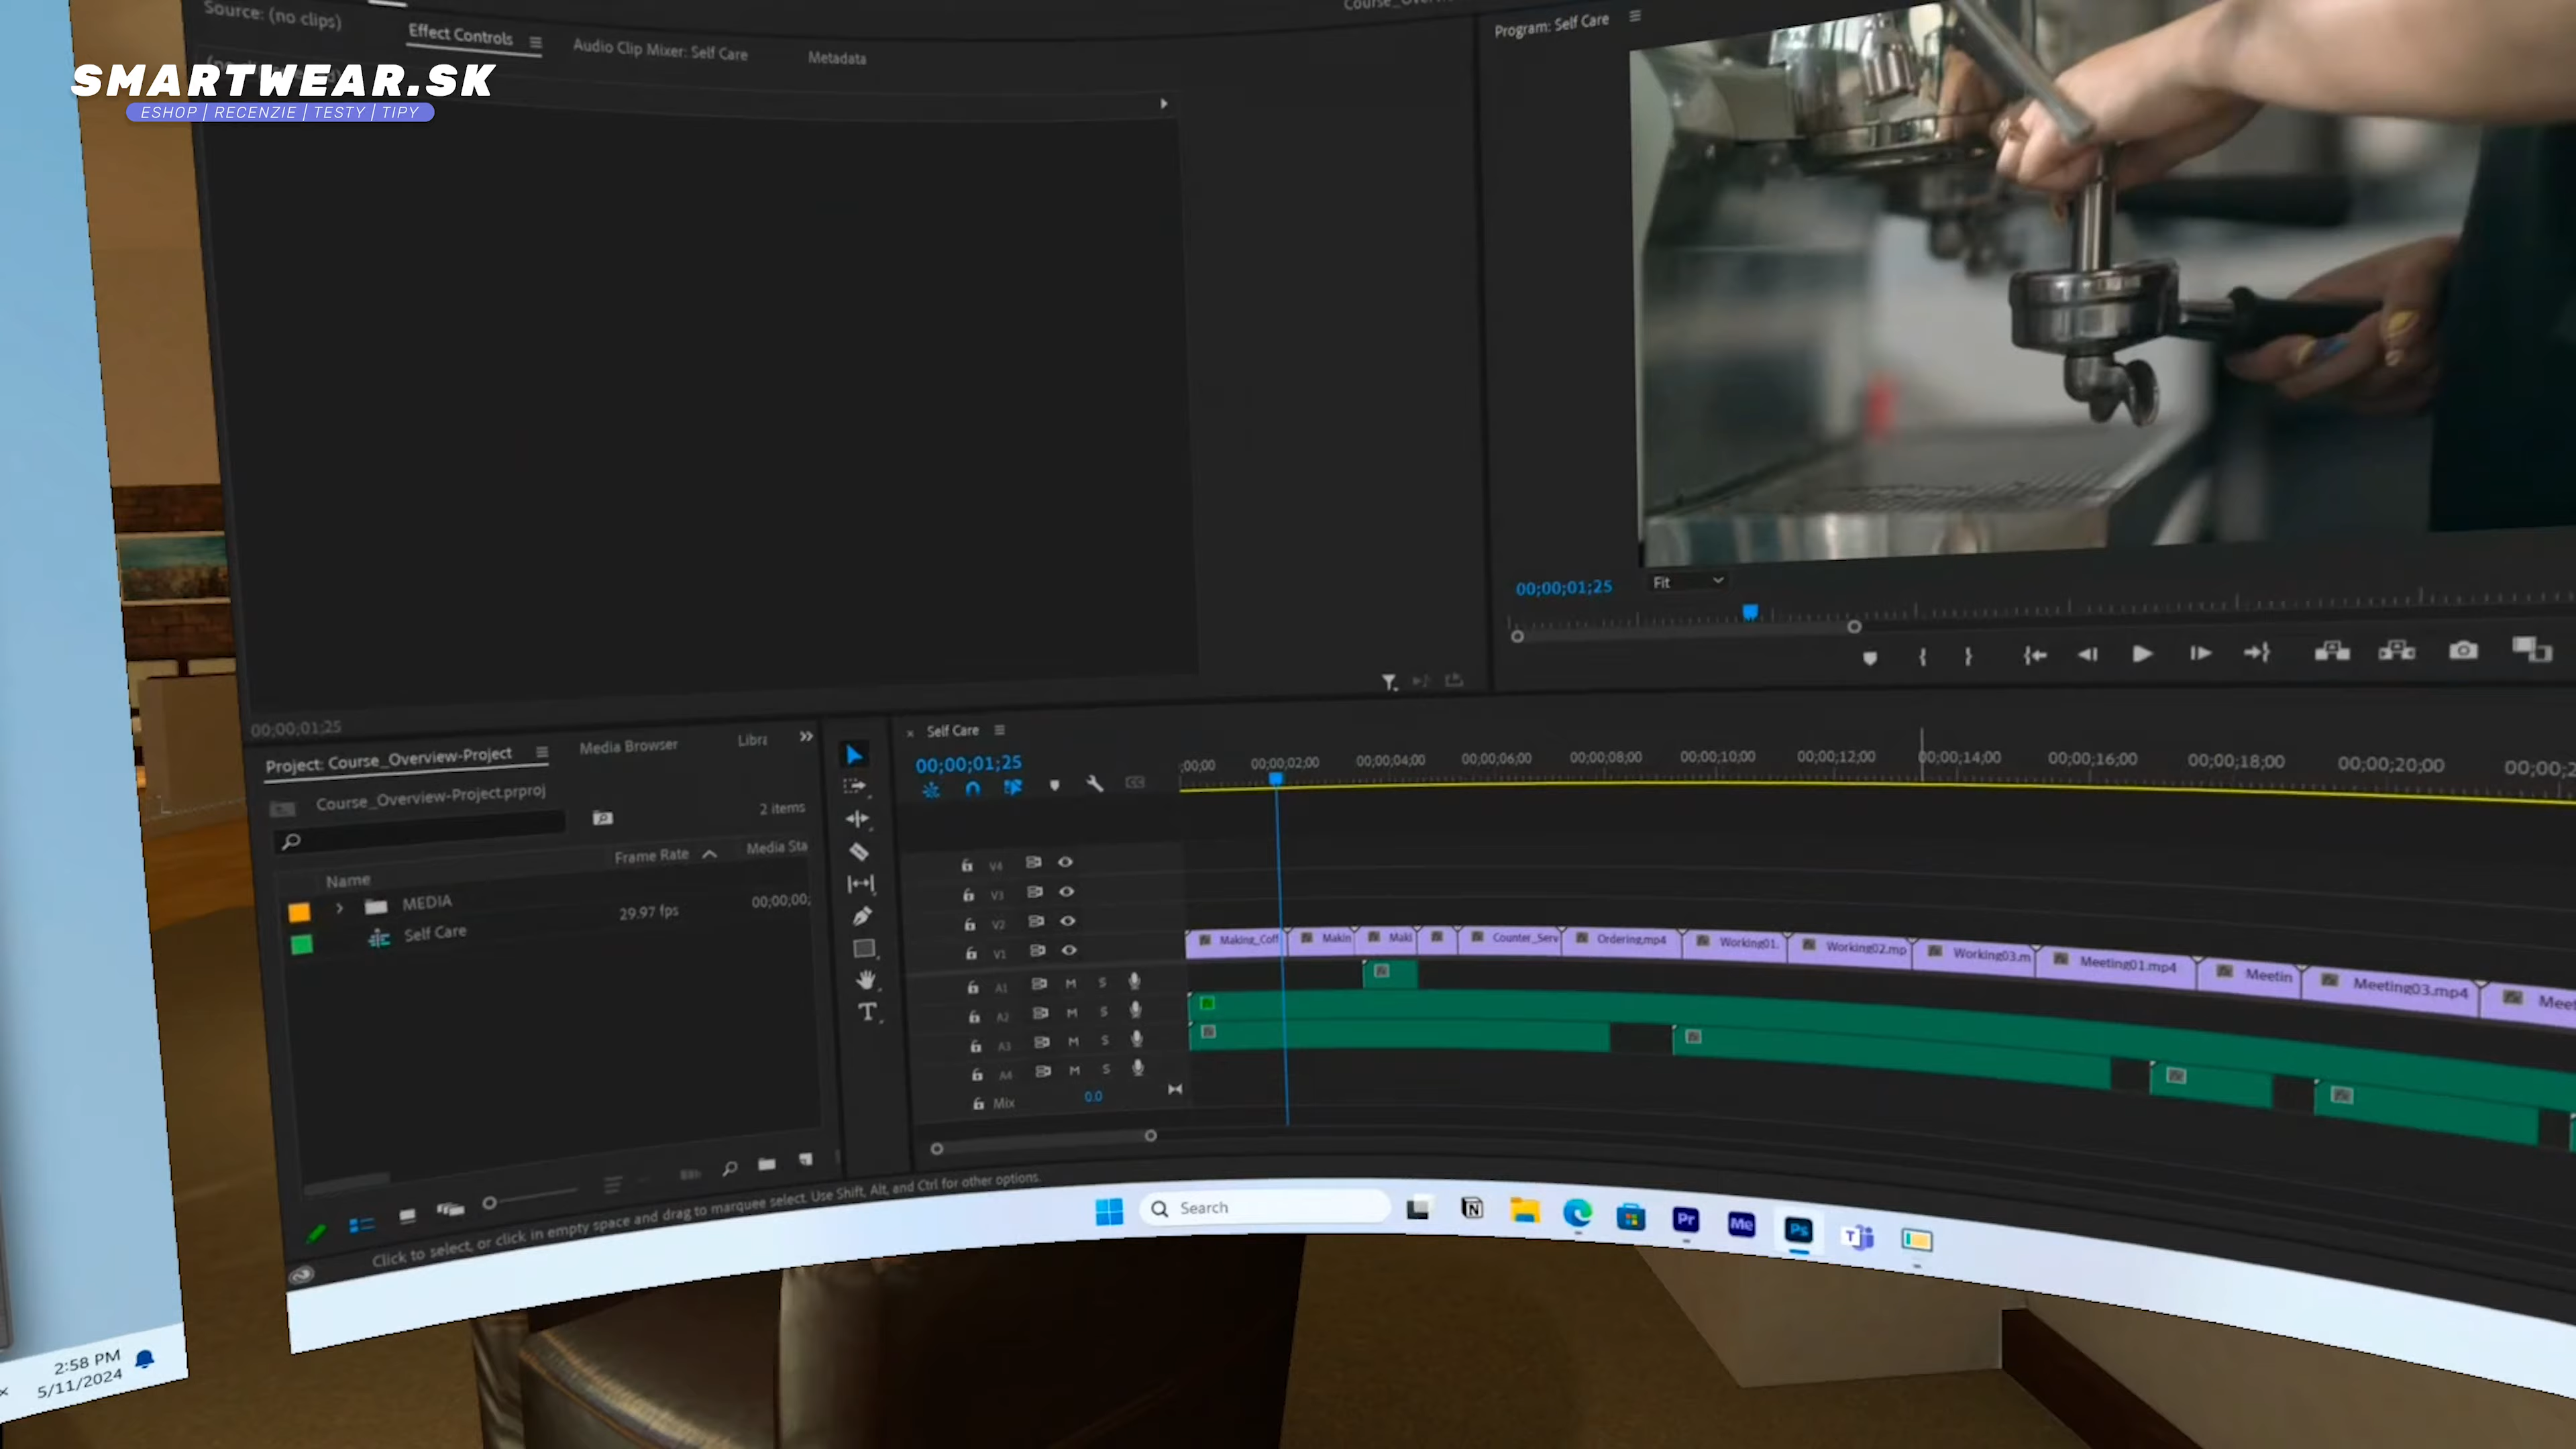 SMARTWEAR.SK
ESHOP | RECENZIE | TESTY | TIPY
Source: (no clips)
Effect Controls
Audio Clip Mixer: Self Care
Metadata
Program: Self Care
00;00;01;25
Fit
00;00;01;25
Project: Course_Overview-Project
Media Browser
Course_Overview-Project.prproj
2 items
Name
Frame Rate
Media Sta
MEDIA
Self Care
29.97 fps
00;00;00;
Self Care
00;00;01;25
;00;00
00;00;02;00
00;00;04;00
00;00;06;00
00;00;08;00
00;00;10;00
00;00;12;00
00;00;14;00
00;00;16;00
00;00;18;00
00;00;20;00
V4
V3
V2
V1
Making_Coff
Makin
Maki
Counter_Serv
Ordering.mp4
Working01.
Working02.mp
Working03.m
Meeting01.mp4
Meetin
Meeting03.mp4
Meet
A1 M S
A2 M S
A3 M S
A4 M S
Mix 0.0
Click to select, or click in empty space and drag to marquee select. Use Shift, Alt, and Ctrl for other options.
Search
Pr
Me
Ps
2:58 PM
5/11/2024